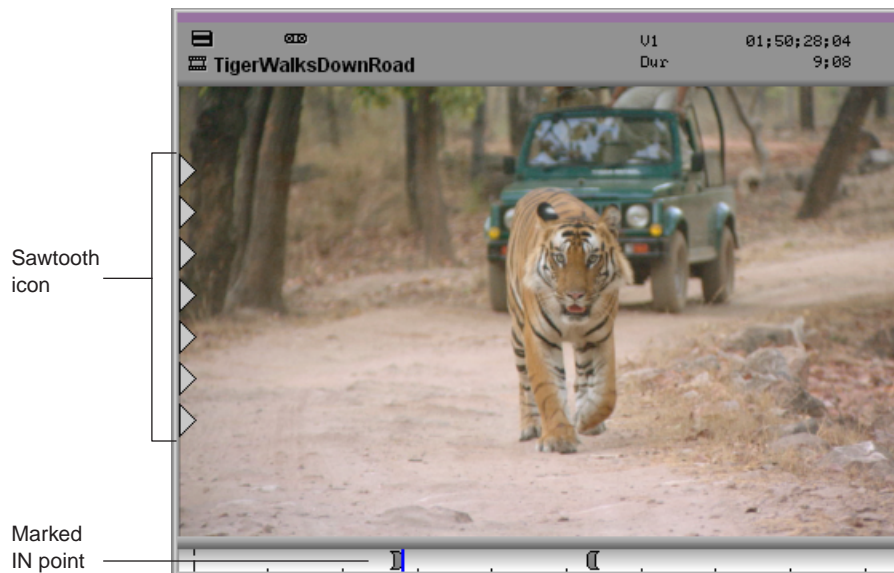 V1 01;50;28;04
TigerWalksDownRoad
Dur 9;08
Sawtooth
icon
Marked
IN point